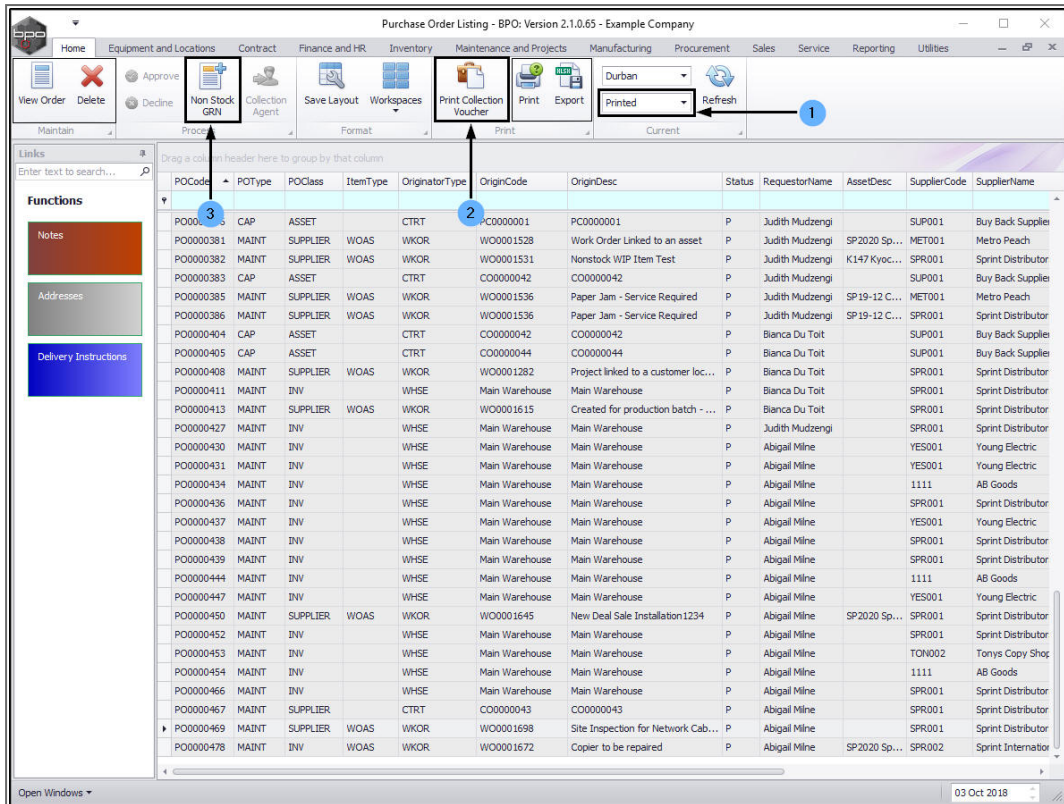 bpo
Purchase Order Listing - BPO: Version 2.1.0.65 - Example Company
Home Equipment and Locations Contract Finance and HR Inventory Maintenance and Projects Manufacturing Procurement Sales Service Reporting Utilities
View Order Delete Approve Decline Non Stock GRN Collection Agent Save Layout Workspaces Print Collection Voucher Print Export Durban Printed Refresh 1
Maintain Process Format Print Current
Links
Enter text to search...
Functions
Notes
Addresses
Delivery Instructions
3 2
Drag a column header here to group by that column
POCode POType POClass ItemType OriginatorType OriginCode OriginDesc Status RequestorName AssetDesc SupplierCode SupplierName
CAP ASSET CTRT PC0000001 PC0000001 P Judith Mudzengi SUP001 Buy Back Supplier
PO0000381 MAINT SUPPLIER WOAS WKOR WO0001528 Work Order Linked to an asset P Judith Mudzengi SP2020 Sp... MET001 Metro Peach
PO0000382 MAINT SUPPLIER WOAS WKOR WO0001531 Nonstock WIP Item Test P Judith Mudzengi K147 Kyoc... SPR001 Sprint Distributor
PO0000383 CAP ASSET CTRT CO0000042 CO0000042 P Judith Mudzengi SUP001 Buy Back Supplier
PO0000385 MAINT SUPPLIER WOAS WKOR WO0001536 Paper Jam - Service Required P Judith Mudzengi SP19-12 C... MET001 Metro Peach
PO0000386 MAINT SUPPLIER WOAS WKOR WO0001536 Paper Jam - Service Required P Judith Mudzengi SP19-12 C... SPR001 Sprint Distributor
PO0000404 CAP ASSET CTRT CO0000042 CO0000042 P Bianca Du Toit SUP001 Buy Back Supplier
PO0000405 CAP ASSET CTRT CO0000044 CO0000044 P Bianca Du Toit SUP001 Buy Back Supplier
PO0000408 MAINT SUPPLIER WOAS WKOR WO0001282 Project linked to a customer loc... P Bianca Du Toit SPR001 Sprint Distributor
PO0000411 MAINT INV WHSE Main Warehouse Main Warehouse P Bianca Du Toit SPR001 Sprint Distributor
PO0000413 MAINT SUPPLIER WOAS WKOR WO0001615 Created for production batch - ... P Bianca Du Toit SPR001 Sprint Distributor
PO0000427 MAINT INV WHSE Main Warehouse Main Warehouse P Judith Mudzengi SPR001 Sprint Distributor
PO0000430 MAINT INV WHSE Main Warehouse Main Warehouse P Abigail Milne YES001 Young Electric
PO0000431 MAINT INV WHSE Main Warehouse Main Warehouse P Abigail Milne YES001 Young Electric
PO0000434 MAINT INV WHSE Main Warehouse Main Warehouse P Abigail Milne 1111 AB Goods
PO0000436 MAINT INV WHSE Main Warehouse Main Warehouse P Abigail Milne SPR001 Sprint Distributor
PO0000437 MAINT INV WHSE Main Warehouse Main Warehouse P Abigail Milne YES001 Young Electric
PO0000438 MAINT INV WHSE Main Warehouse Main Warehouse P Abigail Milne SPR001 Sprint Distributor
PO0000439 MAINT INV WHSE Main Warehouse Main Warehouse P Abigail Milne SPR001 Sprint Distributor
PO0000444 MAINT INV WHSE Main Warehouse Main Warehouse P Abigail Milne 1111 AB Goods
PO0000447 MAINT INV WHSE Main Warehouse Main Warehouse P Abigail Milne YES001 Young Electric
PO0000450 MAINT SUPPLIER WOAS WKOR WO0001645 New Deal Sale Installation1234 P Abigail Milne SP2020 Sp... SPR001 Sprint Distributor
PO0000452 MAINT INV WHSE Main Warehouse Main Warehouse P Abigail Milne SPR001 Sprint Distributor
PO0000453 MAINT INV WHSE Main Warehouse Main Warehouse P Abigail Milne TON002 Tonys Copy Shop
PO0000454 MAINT INV WHSE Main Warehouse Main Warehouse P Abigail Milne 1111 AB Goods
PO0000466 MAINT INV WHSE Main Warehouse Main Warehouse P Abigail Milne SPR001 Sprint Distributor
PO0000467 MAINT SUPPLIER CTRT CO0000043 CO0000043 P Abigail Milne SPR001 Sprint Distributor
PO0000469 MAINT SUPPLIER WOAS WKOR WO0001698 Site Inspection for Network Cab... P Abigail Milne SPR001 Sprint Distributor
PO0000478 MAINT INV WOAS WKOR WO0001672 Copier to be repaired P Abigail Milne SP2020 Sp... SPR002 Sprint Internation
Open Windows 03 Oct 2018